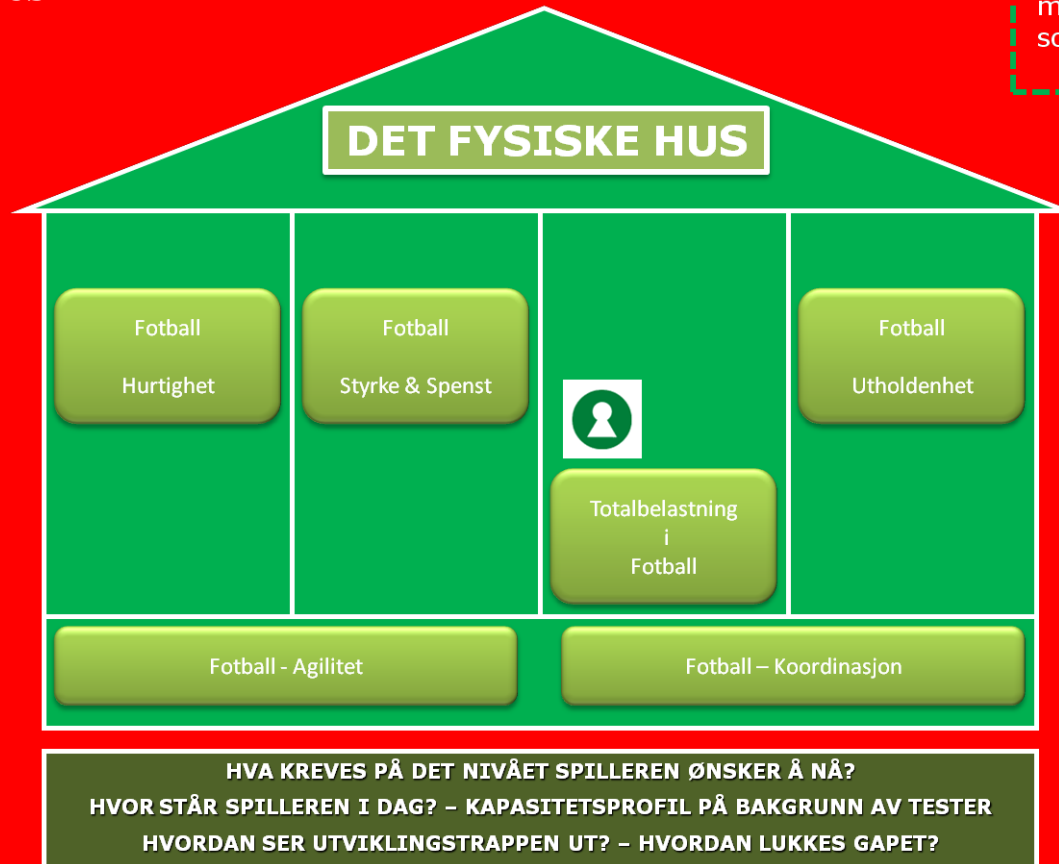 DET FYSISKE HUS
Fotball
Hurtighet
Fotball
Styrke & Spenst
Fotball
Utholdenhet
Totalbelastning
i
Fotball
Fotball - Agilitet
Fotball – Koordinasjon
HVA KREVES PÅ DET NIVÅET SPILLEREN ØNSKER Å NÅ?
HVOR STÅR SPILLEREN I DAG? – KAPASITETSPROFIL PÅ BAKGRUNN AV TESTER
HVORDAN SER UTVIKLINGSTRAPPEN UT? – HVORDAN LUKKES GAPET?